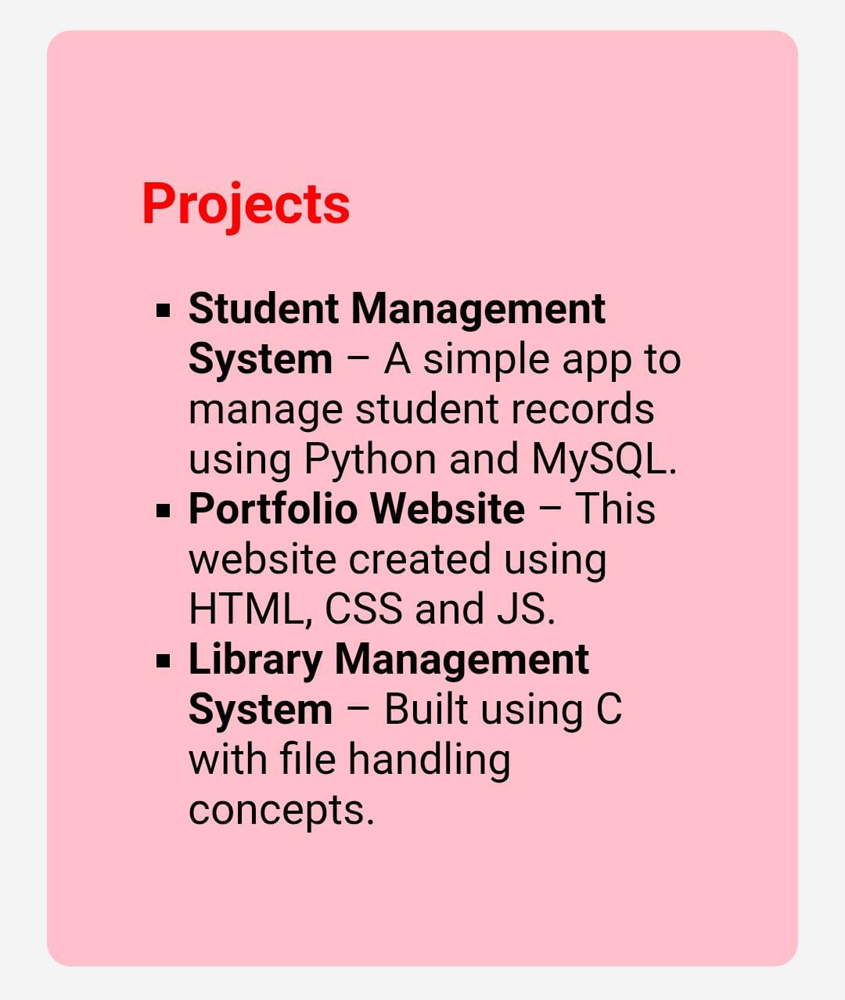 Projects
Student Management
System – A simple app to
manage student records
using Python and MySQL.
Portfolio Website – This
website created using
HTML, CSS and JS.
Library Management
System – Built using C
with file handling
concepts.